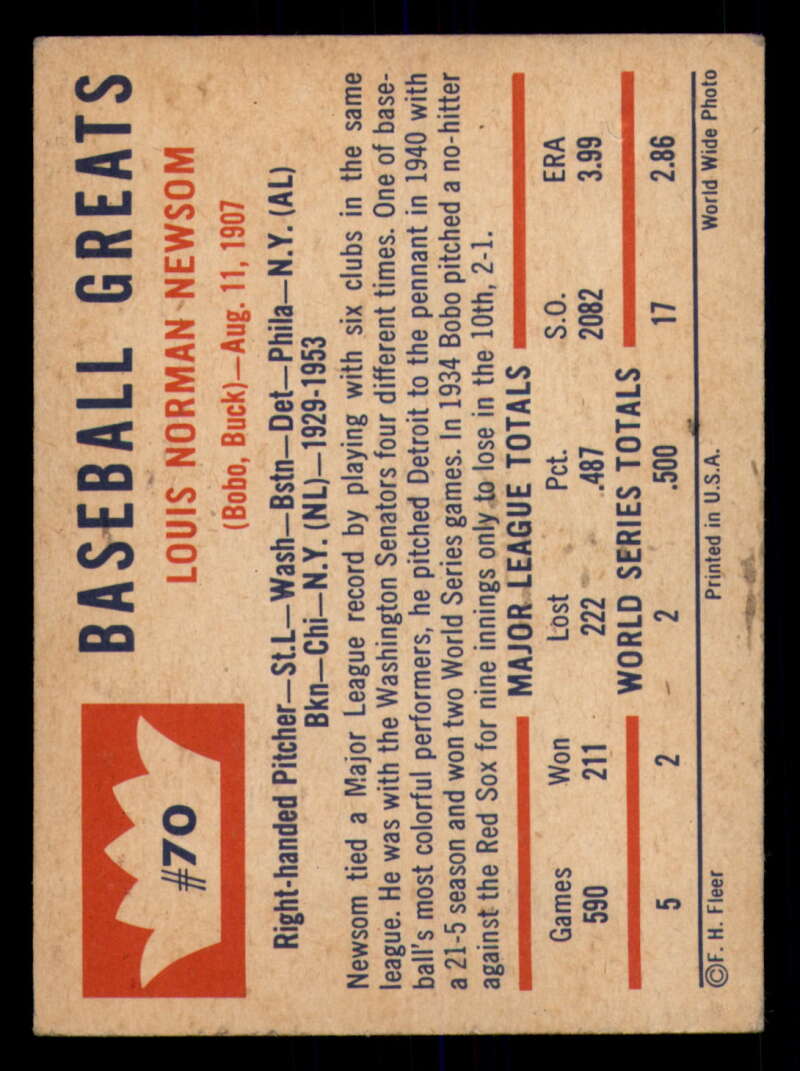 #70
BASEBALL GREATS
LOUIS NORMAN NEWSOM
(Bobo, Buck)—Aug. 11, 1907
Right-handed Pitcher—St.L—Wash—Bstn—Det—Phila—N.Y. (AL)
Bkn—Chi—N.Y. (NL)—1929-1953
Newsom tied a Major League record by playing with six clubs in the same
league. He was with the Washington Senators four different times. One of base-
ball's most colorful performers, he pitched Detroit to the pennant in 1940 with
a 21-5 season and won two World Series games. In 1934 Bobo pitched a no-hitter
against the Red Sox for nine innings only to lose in the 10th, 2-1.
MAJOR LEAGUE TOTALS
Games Won Lost Pct. S.O. ERA
590 211 222 .487 2082 3.99
WORLD SERIES TOTALS
5 2 2 .500 17 2.86
©F. H. Fleer Printed in U.S.A. World Wide Photo